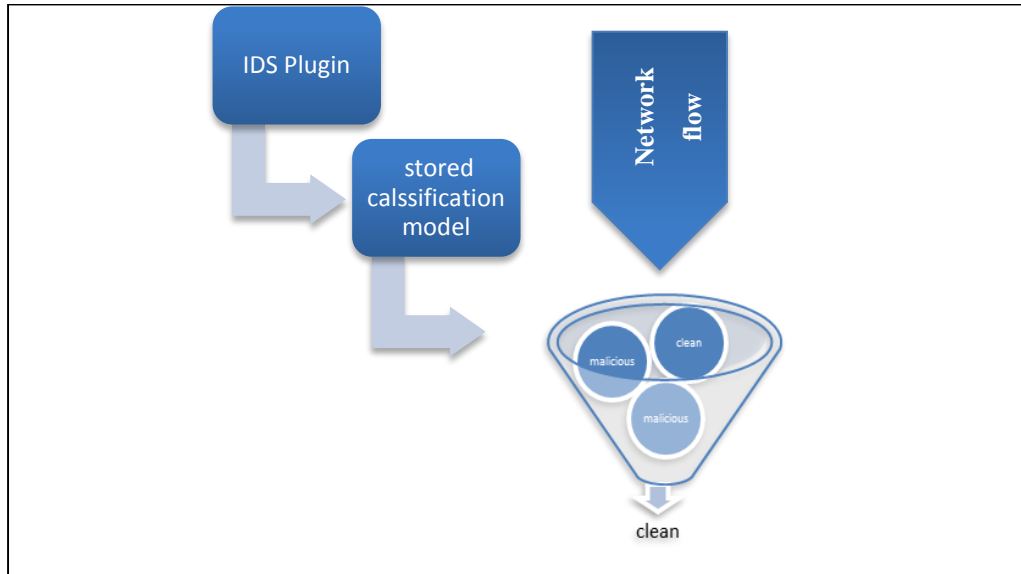 IDS Plugin
stored
calssification
model
Network
flow
clean
malicious
malicious
clean